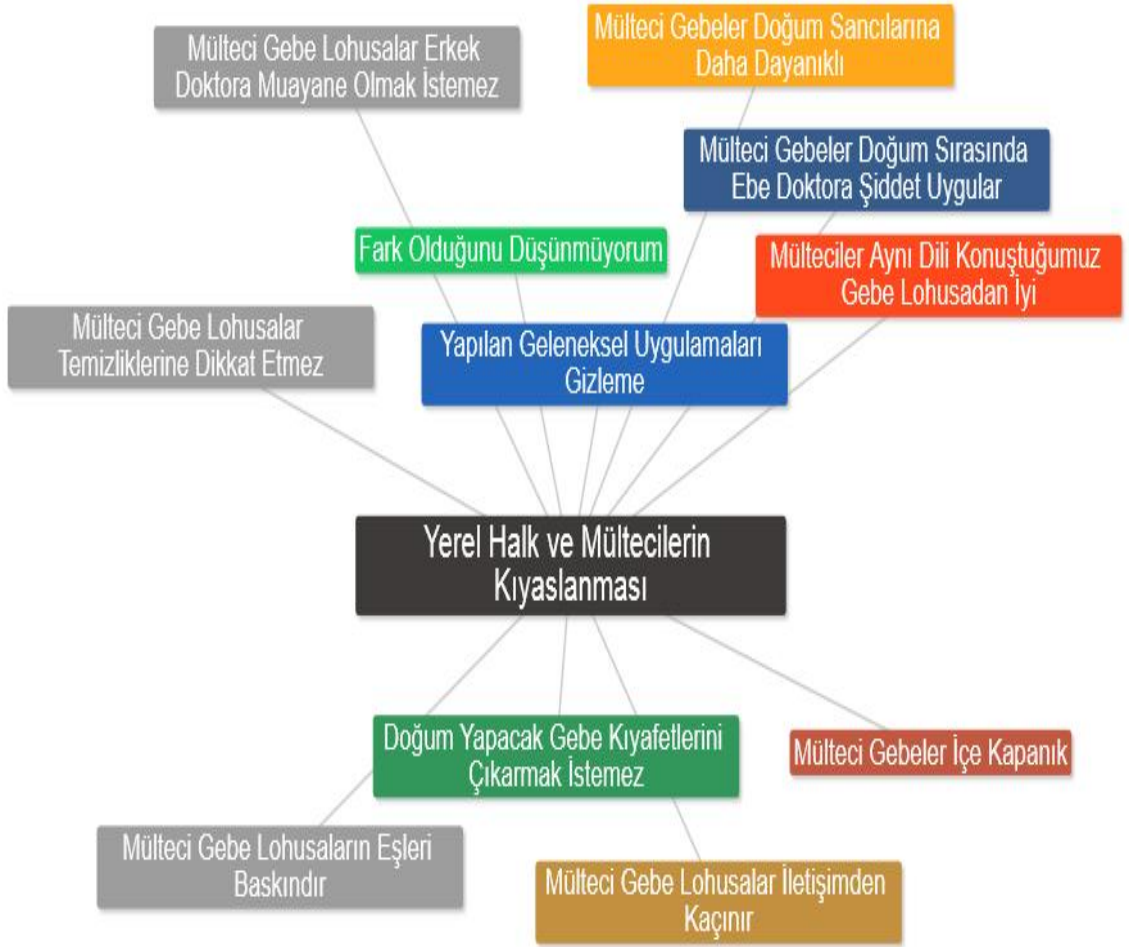 Mülteci Gebe Lohusalar Erkek
Doktora Muayane Olmak İstemez
Mülteci Gebeler Doğum Sancılarına
Daha Dayanıklı
Mülteci Gebeler Doğum Sırasında
Ebe Doktora Şiddet Uygular
Fark Olduğunu Düşünmüyorum
Mülteciler Aynı Dili Konuştuğumuz
Gebe Lohusadan İyi
Mülteci Gebe Lohusalar
Temizliklerine Dikkat Etmez
Yapılan Geleneksel Uygulamaları
Gizleme
Yerel Halk ve Mültecilerin
Kıyaslanması
Doğum Yapacak Gebe Kıyafetlerini
Çıkarmak İstemez
Mülteci Gebeler İçe Kapanık
Mülteci Gebe Lohusaların Eşleri
Baskındır
Mülteci Gebe Lohusalar İletişimden
Kaçınır